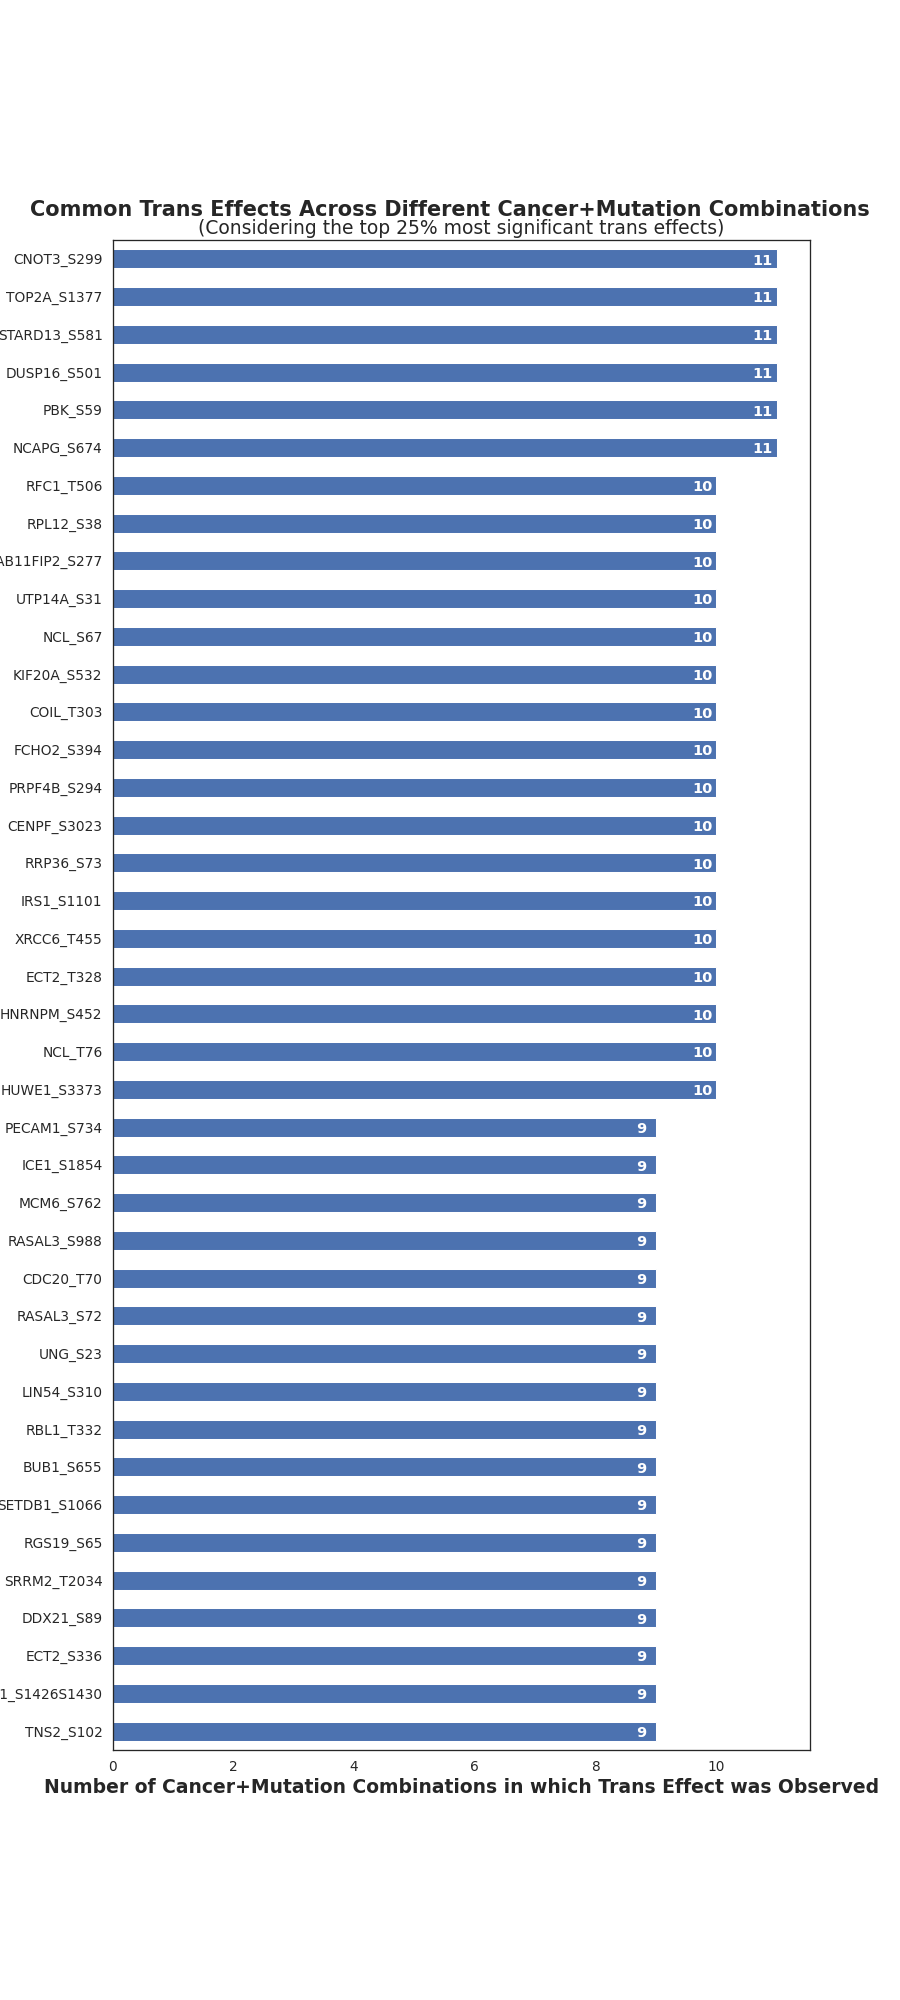 Common Trans Effects Across Different Cancer+Mutation Combinations
(Considering the top 25% most significant trans effects)
CNOT3_S299 11
TOP2A_S1377 11
STARD13_S581 11
DUSP16_S501 11
PBK_S59 11
NCAPG_S674 11
RFC1_T506 10
RPL12_S38 10
AB11FIP2_S277 10
UTP14A_S31 10
NCL_S67 10
KIF20A_S532 10
COIL_T303 10
FCHO2_S394 10
PRPF4B_S294 10
CENPF_S3023 10
RRP36_S73 10
IRS1_S1101 10
XRCC6_T455 10
ECT2_T328 10
HNRNPM_S452 10
NCL_T76 10
HUWE1_S3373 10
PECAM1_S734 9
ICE1_S1854 9
MCM6_S762 9
RASAL3_S988 9
CDC20_T70 9
RASAL3_S72 9
UNG_S23 9
LIN54_S310 9
RBL1_T332 9
BUB1_S655 9
SETDB1_S1066 9
RGS19_S65 9
SRRM2_T2034 9
DDX21_S89 9
ECT2_S336 9
1_S1426S1430 9
TNS2_S102 9
0 2 4 6 8 10
Number of Cancer+Mutation Combinations in which Trans Effect was Observed